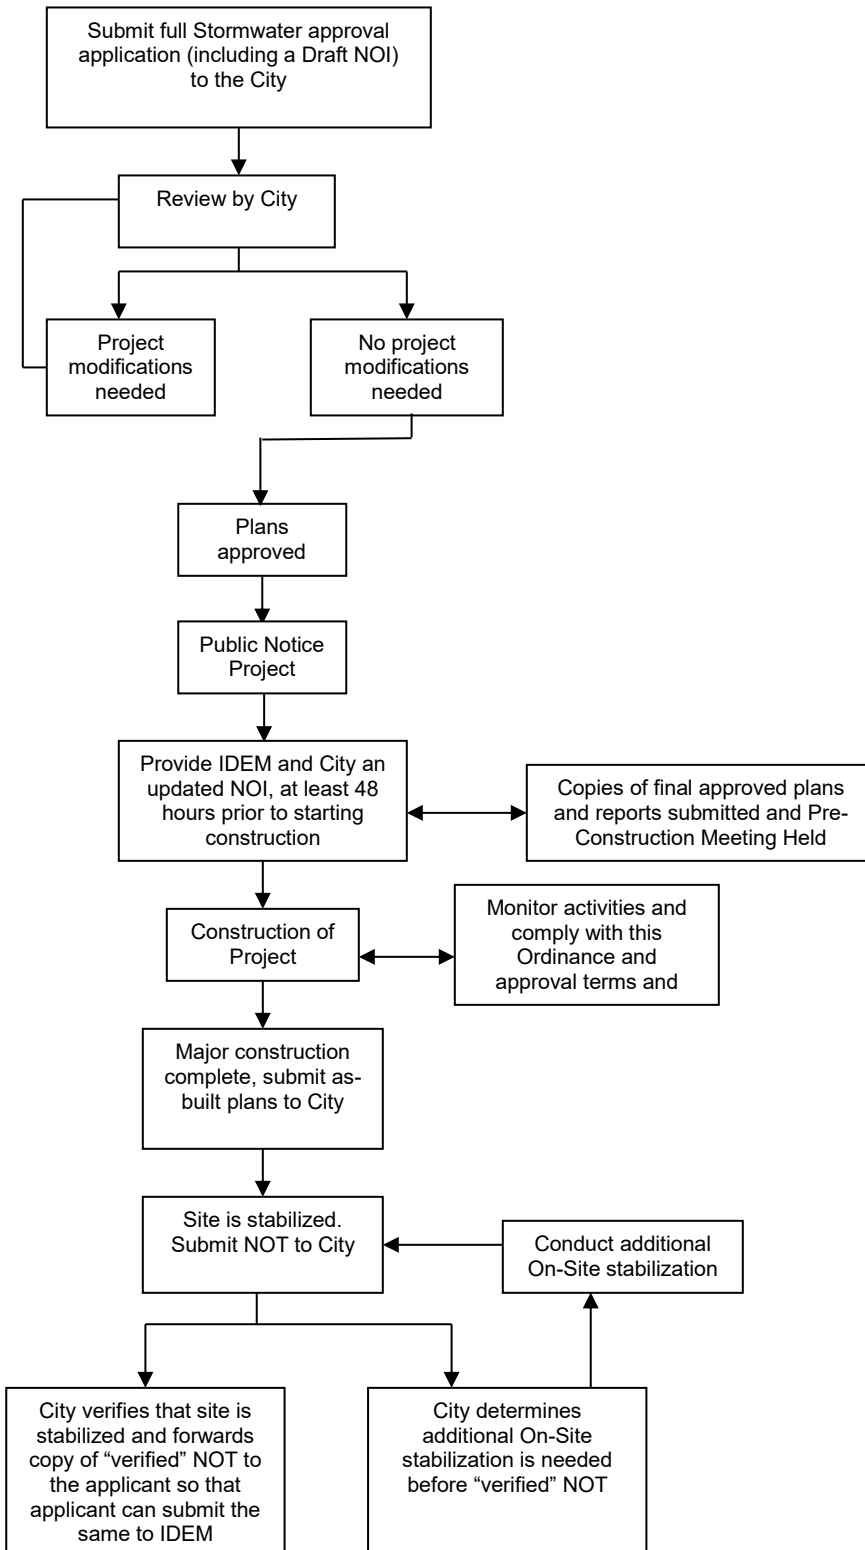 Submit full Stormwater approval
application (including a Draft NOI)
to the City
Review by City
Project
modifications
needed
No project
modifications
needed
Plans
approved
Public Notice
Project
Provide IDEM and City an
updated NOI, at least 48
hours prior to starting
construction
Copies of final approved plans
and reports submitted and Pre-
Construction Meeting Held
Construction of
Project
Monitor activities and
comply with this
Ordinance and
approval terms and
Major construction
complete, submit as-
built plans to City
Site is stabilized.
Submit NOT to City
Conduct additional
On-Site stabilization
City verifies that site is
stabilized and forwards
copy of “verified” NOT to
the applicant so that
applicant can submit the
same to IDEM
City determines
additional On-Site
stabilization is needed
before “verified” NOT